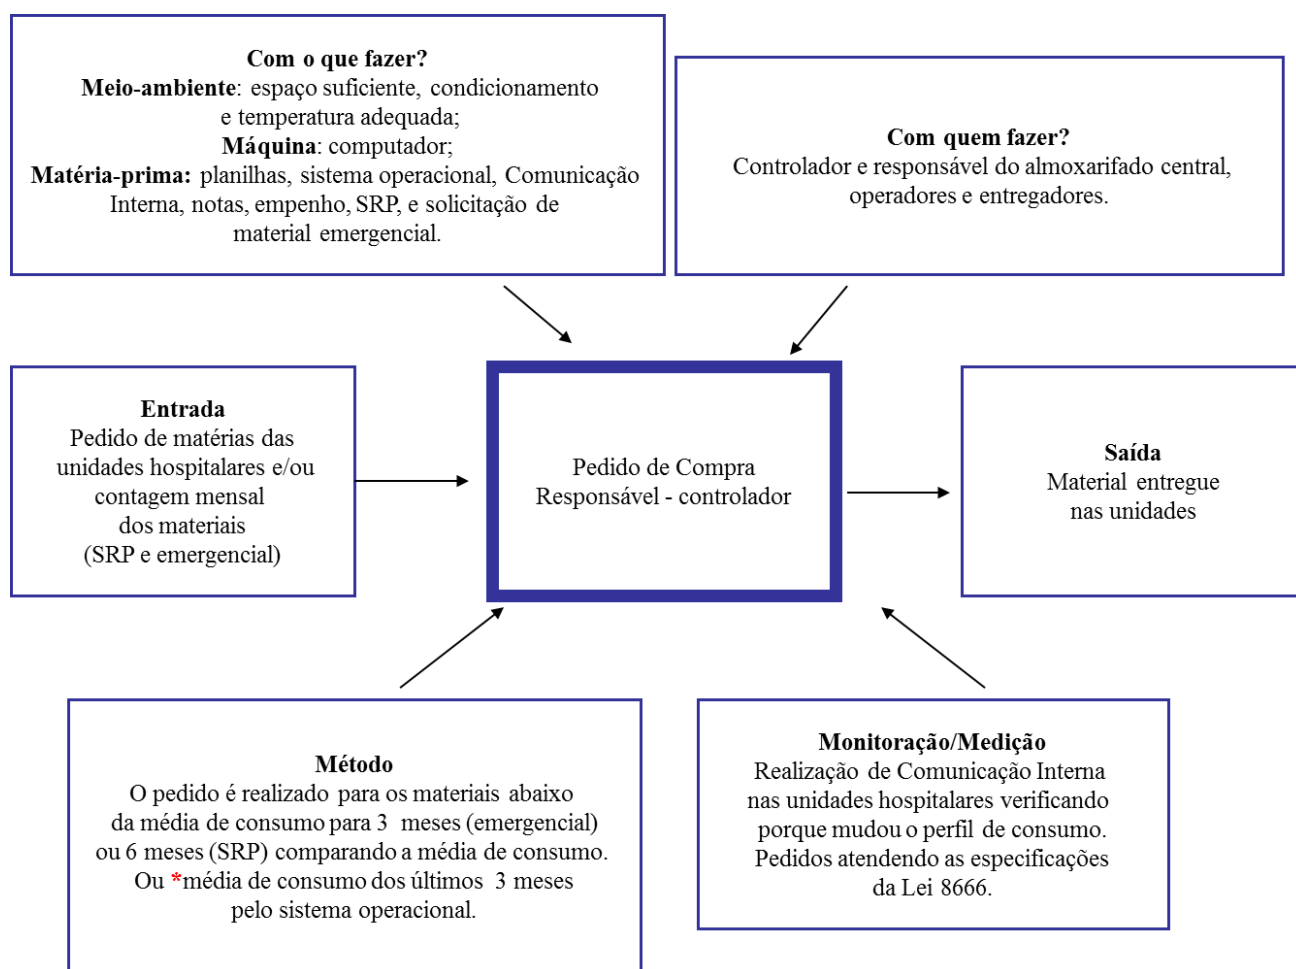 Com o que fazer?
Meio-ambiente: espaço suficiente, condicionamento
e temperatura adequada;
Máquina: computador;
Matéria-prima: planilhas, sistema operacional, Comunicação
Interna, notas, empenho, SRP, e solicitação de
material emergencial.
Com quem fazer?
Controlador e responsável do almoxarifado central,
operadores e entregadores.
Entrada
Pedido de matérias das
unidades hospitalares e/ou
contagem mensal
dos materiais
(SRP e emergencial)
Pedido de Compra
Responsável - controlador
Saída
Material entregue
nas unidades
Método
O pedido é realizado para os materiais abaixo
da média de consumo para 3 meses (emergencial)
ou 6 meses (SRP) comparando a média de consumo.
Ou *média de consumo dos últimos 3 meses
pelo sistema operacional.
Monitoração/Medição
Realização de Comunicação Interna
nas unidades hospitalares verificando
porque mudou o perfil de consumo.
Pedidos atendendo as especificações
da Lei 8666.